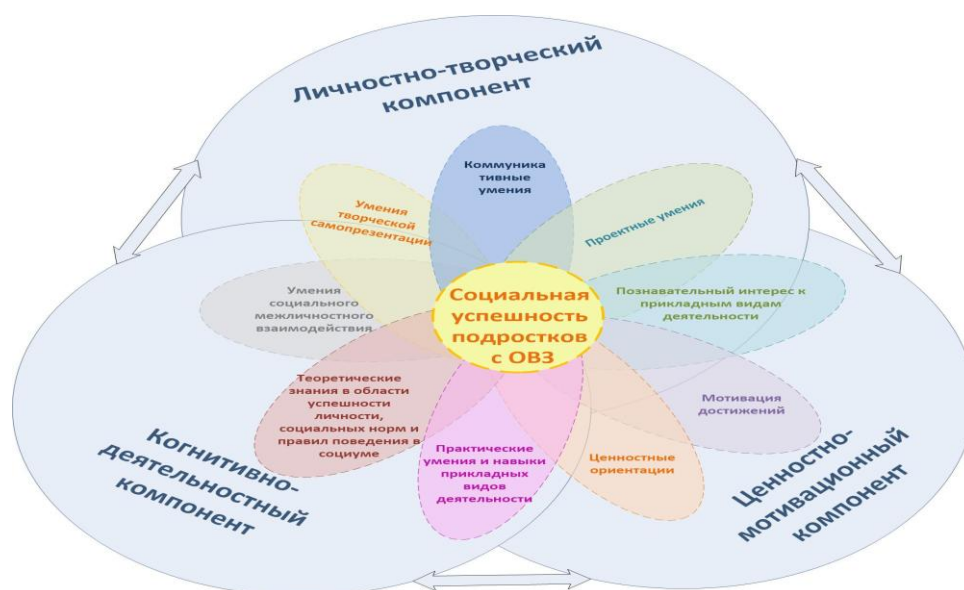 Личностно-творческий
компонент
Коммуника
тивные
умения
Умения
творческой
самопрезентации
Проектные умения
Умения
социального
межличностного
взаимодействия
Социальная
успешность
подростков
с ОВЗ
Познавательный интерес к
прикладным видам
деятельности
Теоретические
знания в области
успешности
личности,
социальных норм и
правил поведения в
социуме
Мотивация
достижений
Практические
умения и навыки
прикладных
видов
деятельности
Ценностные
ориентации
Когнитивно-
деятельностный
компонент
Ценностно-
мотивационный
компонент